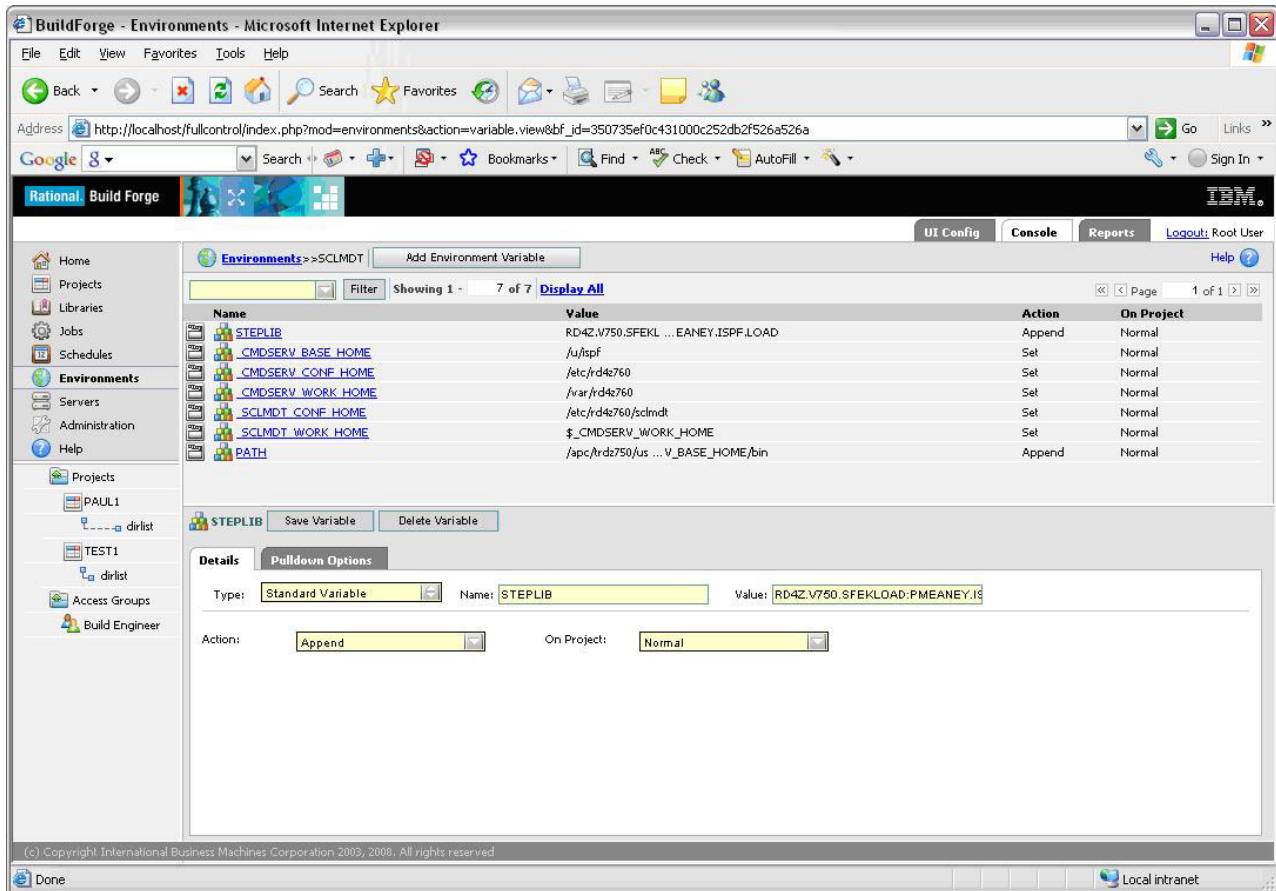 BuildForge - Environments - Microsoft Internet Explorer
File Edit View Favorites Tools Help
Back Search Favorites
Address http://localhost/fullcontrol/index.php?mod=environments&action=variable.view&bf_id=350735ef0c431000c252db2f526a526a Go Links »
Google Search Bookmarks Find ABC Check AutoFill Sign In
Rational. Build Forge IBM.
UI Config Console Reports Logout: Root User
Home
Projects
Libraries
Jobs
Schedules
Environments
Servers
Administration
Help
Projects
PAUL1
dirlist
TEST1
dirlist
Access Groups
Build Engineer
Environments>>SCLMDT Add Environment Variable Help ?
Filter Showing 1 - 7 of 7 Display All « < Page 1 of 1 > »
Name Value Action On Project
STEPLIB RD4Z.V750.SFEKL ... EANEY.ISPF.LOAD Append Normal
_CMDSERV_BASE_HOME /u/ispf Set Normal
_CMDSERV_CONF_HOME /etc/rd4z760 Set Normal
_CMDSERV_WORK_HOME /var/rd4z760 Set Normal
_SCLMDT_CONF_HOME /etc/rd4z760/sclmdt Set Normal
_SCLMDT_WORK_HOME $_CMDSERV_WORK_HOME Set Normal
PATH /apc/trdz750/us ... V_BASE_HOME/bin Append Normal
STEPLIB Save Variable Delete Variable
Details Pulldown Options
Type: Standard Variable Name: STEPLIB Value: RD4Z.V750.SFEKLOAD:PMEANEY.IS
Action: Append On Project: Normal
(c) Copyright International Business Machines Corporation 2003, 2008. All rights reserved
Done Local intranet